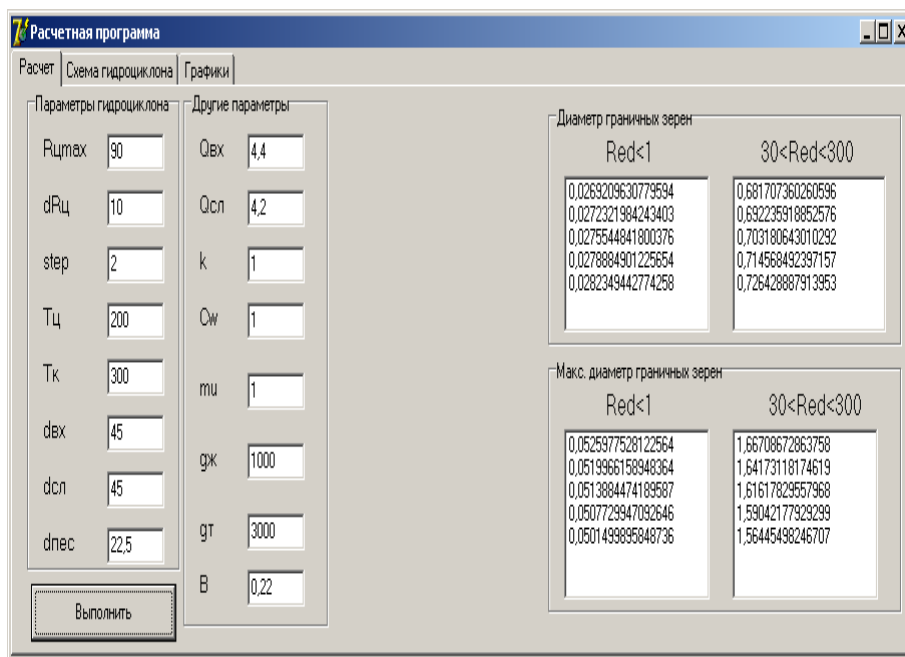 Расчетная программа
Расчет Схема гидроциклона Графики
Параметры гидроциклона
Rцmax 90
dRц 10
step 2
Tц 200
Tк 300
dвх 45
dсл 45
dпес 22,5
Выполнить
Другие параметры
Qвх 4,4
Qсл 4,2
k 1
Cw 1
mu 1
gж 1000
gт 3000
B 0,22
Диаметр граничных зерен
Red<1
0,0269209630779594
0,0272321984243403
0,0275544841800376
0,0278884901225654
0,0282349442774258
30<Red<300
0,681707360260596
0,692235918852576
0,703180643010292
0,714568492397157
0,726428887913953
Макс. диаметр граничных зерен
Red<1
0,0525977528122564
0,0519966158948364
0,0513884474189587
0,0507729947092646
0,0501499895848736
30<Red<300
1,66708672863758
1,64173118174619
1,61617829557968
1,59042177929299
1,56445498246707